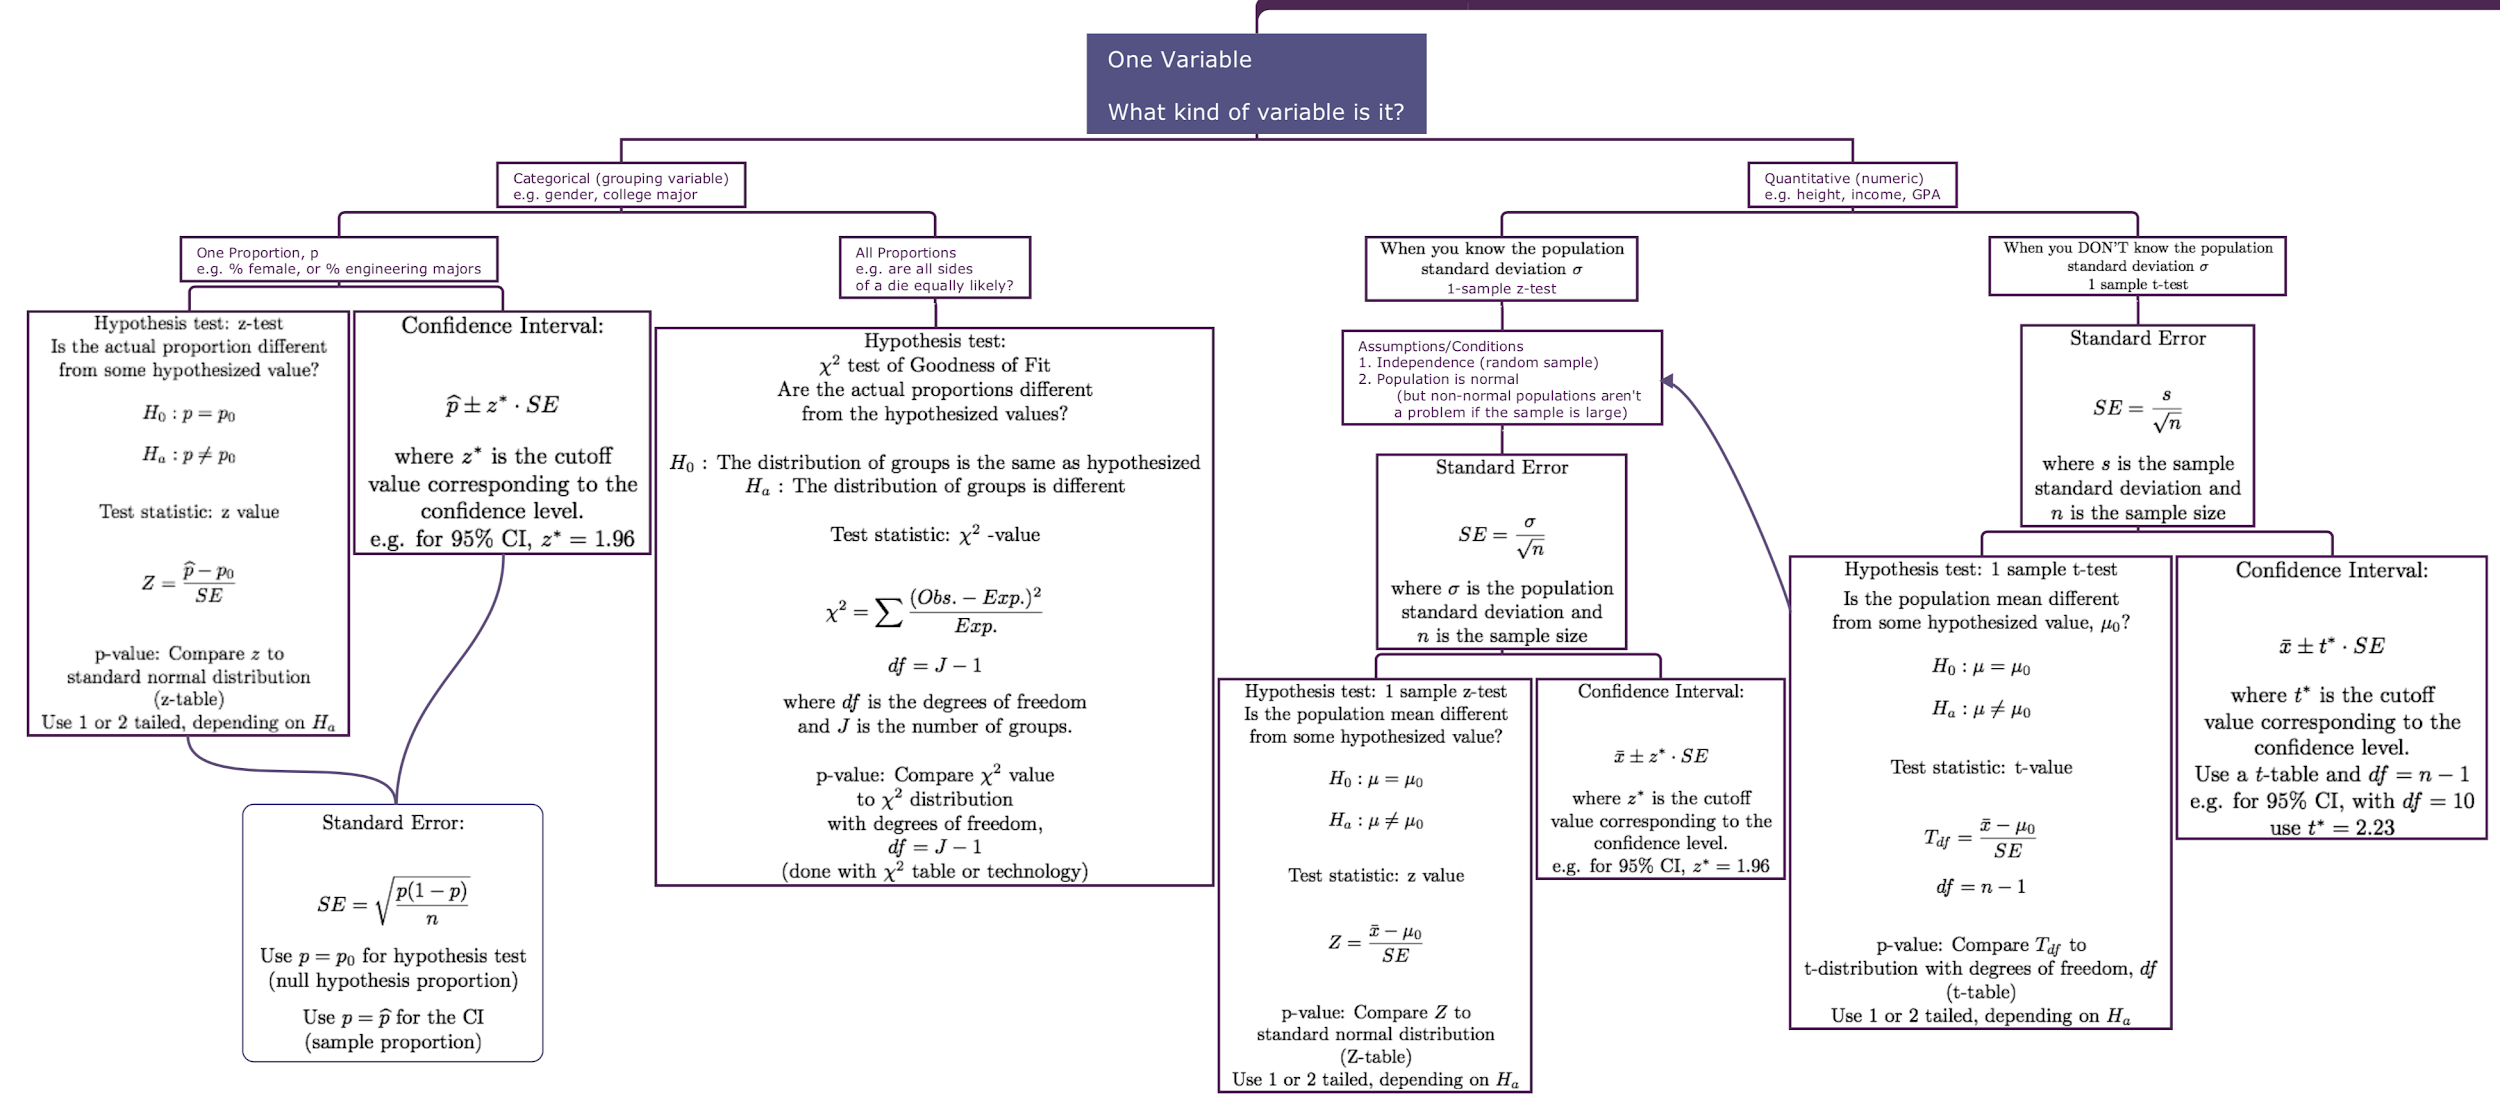 One Variable
What kind of variable is it?
Categorical (grouping variable)
e.g. gender, college major
Quantitative (numeric)
e.g. height, income, GPA
One Proportion, p
e.g. % female, or % engineering majors
All Proportions
e.g. are all sides
of a die equally likely?
When you know the population
standard deviation σ
1-sample z-test
When you DON'T know the population
standard deviation σ
1 sample t-test
Hypothesis test: z-test
Is the actual proportion different
from some hypothesized value?
H₀ : p = p₀
Hₐ : p ≠ p₀
Test statistic: z value
Z = (p̂ − p₀) / SE
p-value: Compare z to
standard normal distribution
(z-table)
Use 1 or 2 tailed, depending on Hₐ
Confidence Interval:
p̂ ± z* · SE
where z* is the cutoff
value corresponding to the
confidence level.
e.g. for 95% CI, z* = 1.96
Standard Error:
SE = √(p(1 − p) / n)
Use p = p₀ for hypothesis test
(null hypothesis proportion)
Use p = p̂ for the CI
(sample proportion)
Hypothesis test:
χ² test of Goodness of Fit
Are the actual proportions different
from the hypothesized values?
H₀ : The distribution of groups is the same as hypothesized
Hₐ : The distribution of groups is different
Test statistic: χ² -value
χ² = ∑ (Obs. − Exp.)² / Exp.
df = J − 1
where df is the degrees of freedom
and J is the number of groups.
p-value: Compare χ² value
to χ² distribution
with degrees of freedom,
df = J − 1
(done with χ² table or technology)
Assumptions/Conditions
1. Independence (random sample)
2. Population is normal
(but non-normal populations aren't
a problem if the sample is large)
Standard Error
SE = σ / √n
where σ is the population
standard deviation and
n is the sample size
Hypothesis test: 1 sample z-test
Is the population mean different
from some hypothesized value?
H₀ : μ = μ₀
Hₐ : μ ≠ μ₀
Test statistic: z value
Z = (x̄ − μ₀) / SE
p-value: Compare Z to
standard normal distribution
(Z-table)
Use 1 or 2 tailed, depending on Hₐ
Confidence Interval:
x̄ ± z* · SE
where z* is the cutoff
value corresponding to the
confidence level.
e.g. for 95% CI, z* = 1.96
Standard Error
SE = s / √n
where s is the sample
standard deviation and
n is the sample size
Hypothesis test: 1 sample t-test
Is the population mean different
from some hypothesized value, μ₀?
H₀ : μ = μ₀
Hₐ : μ ≠ μ₀
Test statistic: t-value
T_df = (x̄ − μ₀) / SE
df = n − 1
p-value: Compare T_df to
t-distribution with degrees of freedom, df
(t-table)
Use 1 or 2 tailed, depending on Hₐ
Confidence Interval:
x̄ ± t* · SE
where t* is the cutoff
value corresponding to the
confidence level.
Use a t-table and df = n − 1
e.g. for 95% CI, with df = 10
use t* = 2.23